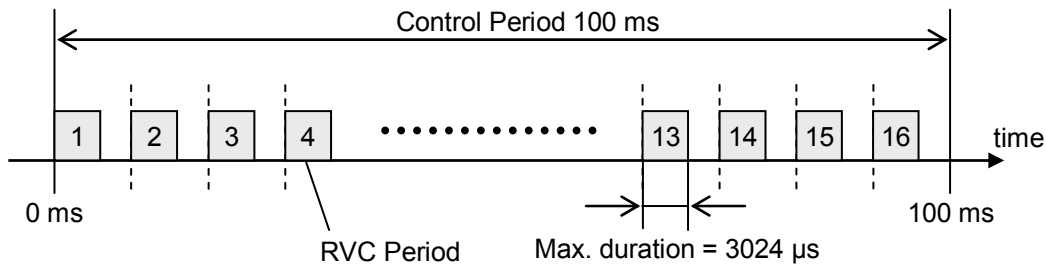 Control Period 100 ms
1 2 3 4 13 14 15 16
time
0 ms
100 ms
RVC Period
Max. duration = 3024 µs